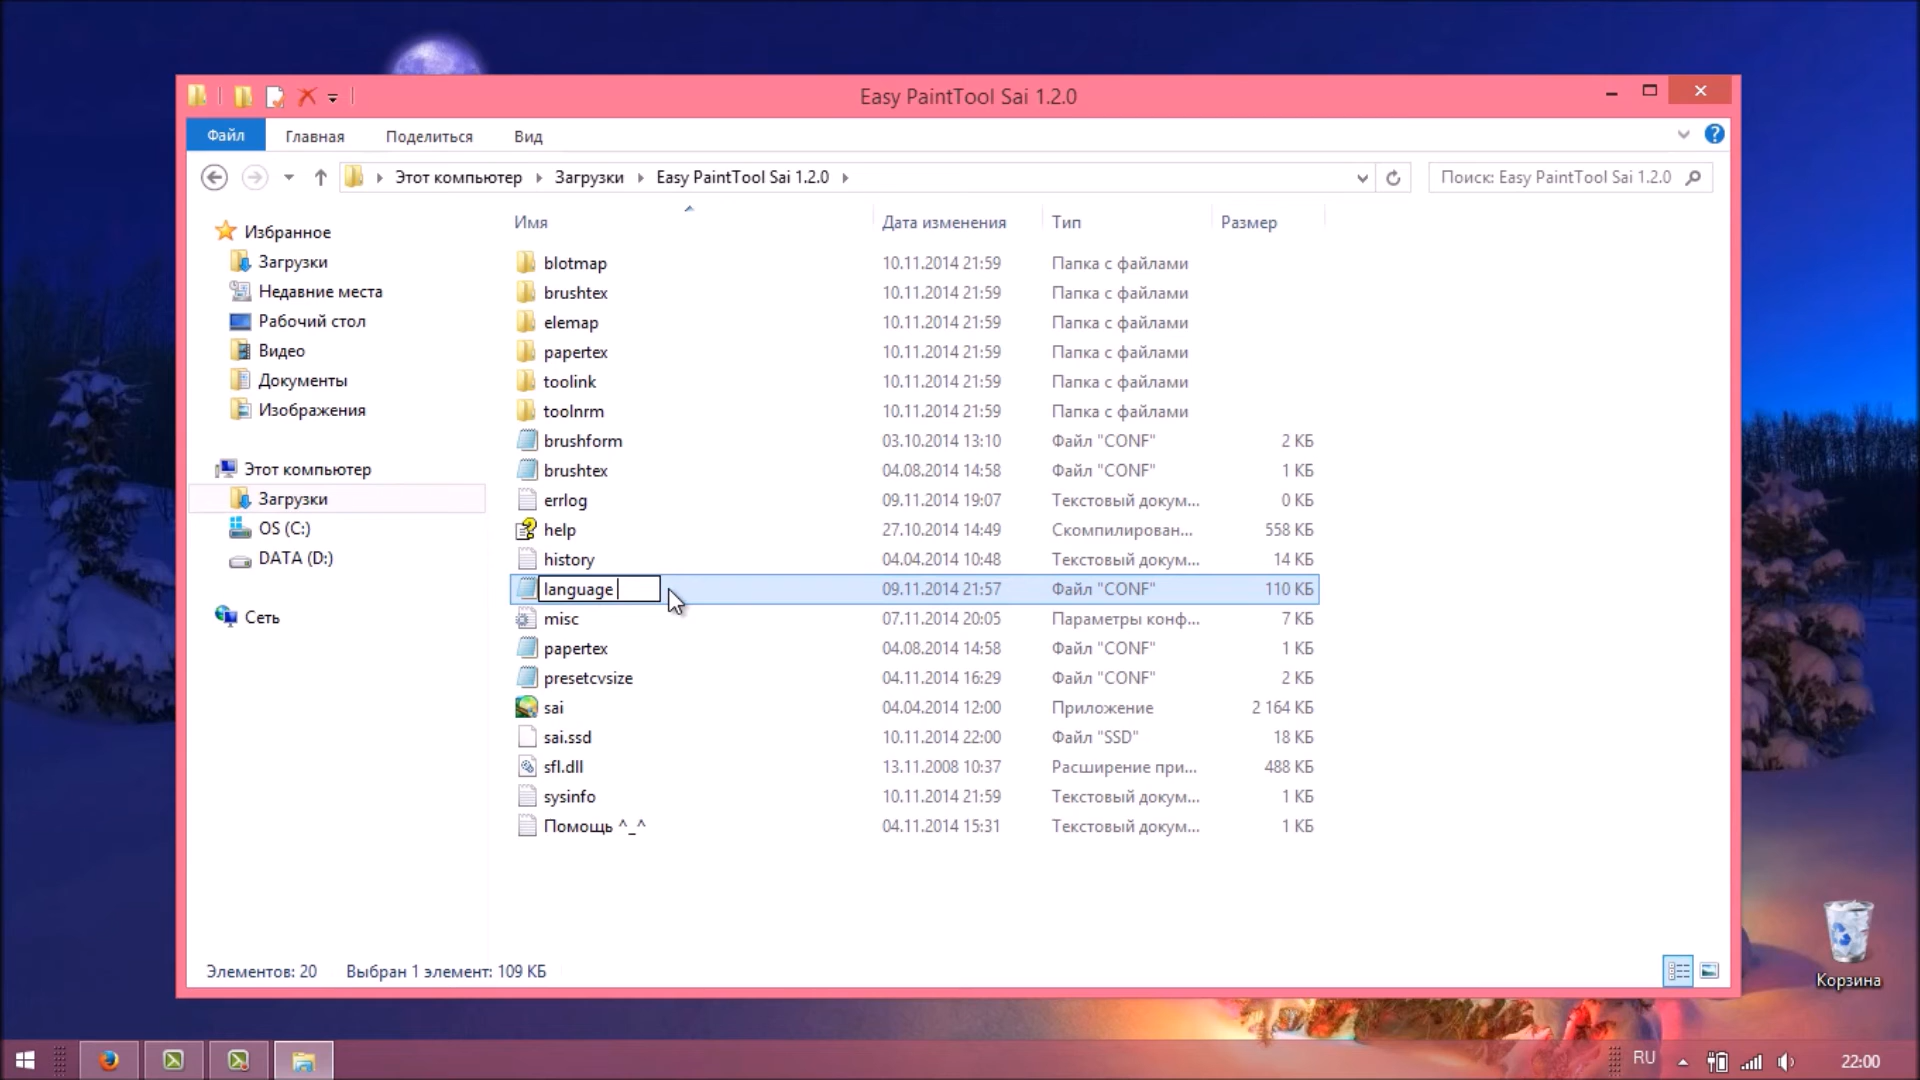 Easy PaintTool Sai 1.2.0
Файл Главная Поделиться Вид
Этот компьютер Загрузки Easy PaintTool Sai 1.2.0 Поиск: Easy PaintTool Sai 1.2.0
Избранное
Загрузки
Недавние места
Рабочий стол
Видео
Документы
Изображения
Этот компьютер
Загрузки
OS (C:)
DATA (D:)
Сеть
Имя Дата изменения Тип Размер
blotmap 10.11.2014 21:59 Папка с файлами
brushtex 10.11.2014 21:59 Папка с файлами
elemap 10.11.2014 21:59 Папка с файлами
papertex 10.11.2014 21:59 Папка с файлами
toolink 10.11.2014 21:59 Папка с файлами
toolnrm 10.11.2014 21:59 Папка с файлами
brushform 03.10.2014 13:10 Файл "CONF" 2 КБ
brushtex 04.08.2014 14:58 Файл "CONF" 1 КБ
errlog 09.11.2014 19:07 Текстовый докум... 0 КБ
help 27.10.2014 14:49 Скомпилирован... 558 КБ
history 04.04.2014 10:48 Текстовый докум... 14 КБ
language 09.11.2014 21:57 Файл "CONF" 110 КБ
misc 07.11.2014 20:05 Параметры конф... 7 КБ
papertex 04.08.2014 14:58 Файл "CONF" 1 КБ
presetcvsize 04.11.2014 16:29 Файл "CONF" 2 КБ
sai 04.04.2014 12:00 Приложение 2 164 КБ
sai.ssd 10.11.2014 22:00 Файл "SSD" 18 КБ
sfl.dll 13.11.2008 10:37 Расширение при... 488 КБ
sysinfo 10.11.2014 21:59 Текстовый докум... 1 КБ
Помощь ^_^ 04.11.2014 15:31 Текстовый докум... 1 КБ
Элементов: 20 Выбран 1 элемент: 109 КБ
Корзина
RU 22:00